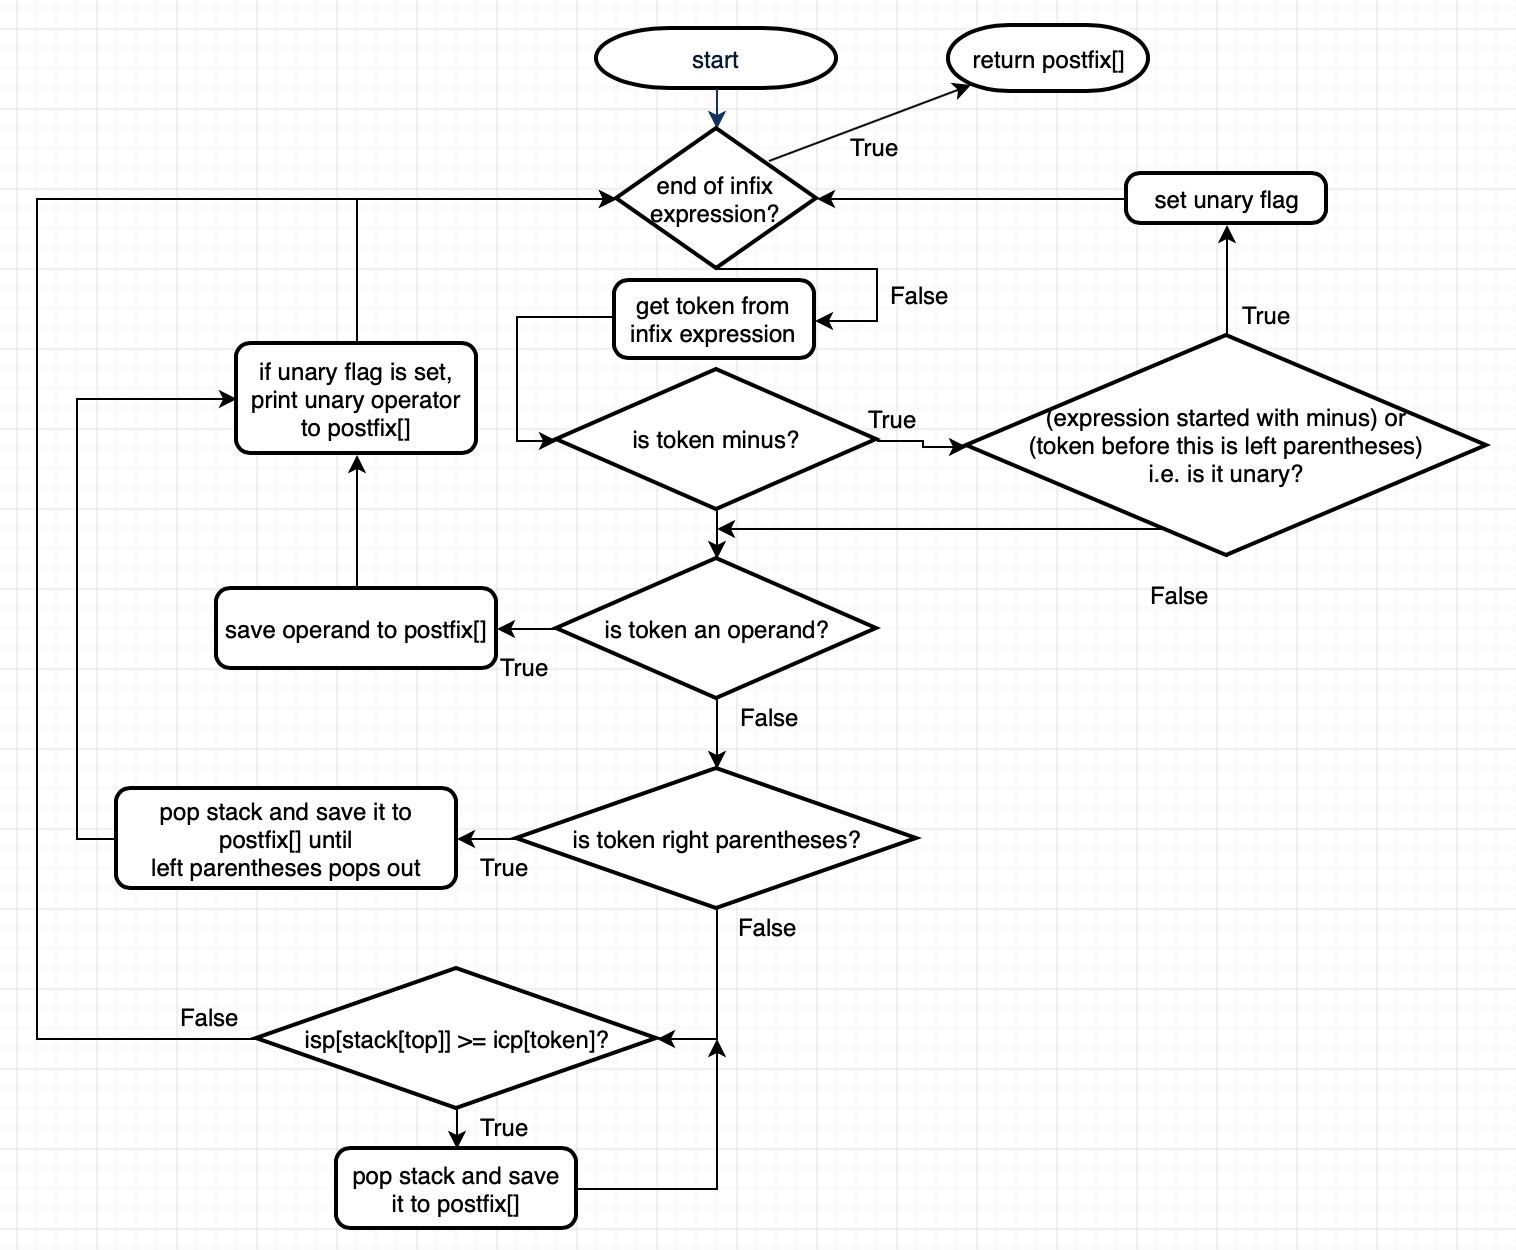 start
return postfix[]
True
end of infix
expression?
set unary flag
False
get token from
infix expression
True
if unary flag is set,
print unary operator
to postfix[]
is token minus?
True
(expression started with minus) or
(token before this is left parentheses)
i.e. is it unary?
False
save operand to postfix[]
is token an operand?
True
False
pop stack and save it to
postfix[] until
left parentheses pops out
is token right parentheses?
True
False
False
isp[stack[top]] >= icp[token]?
True
pop stack and save
it to postfix[]